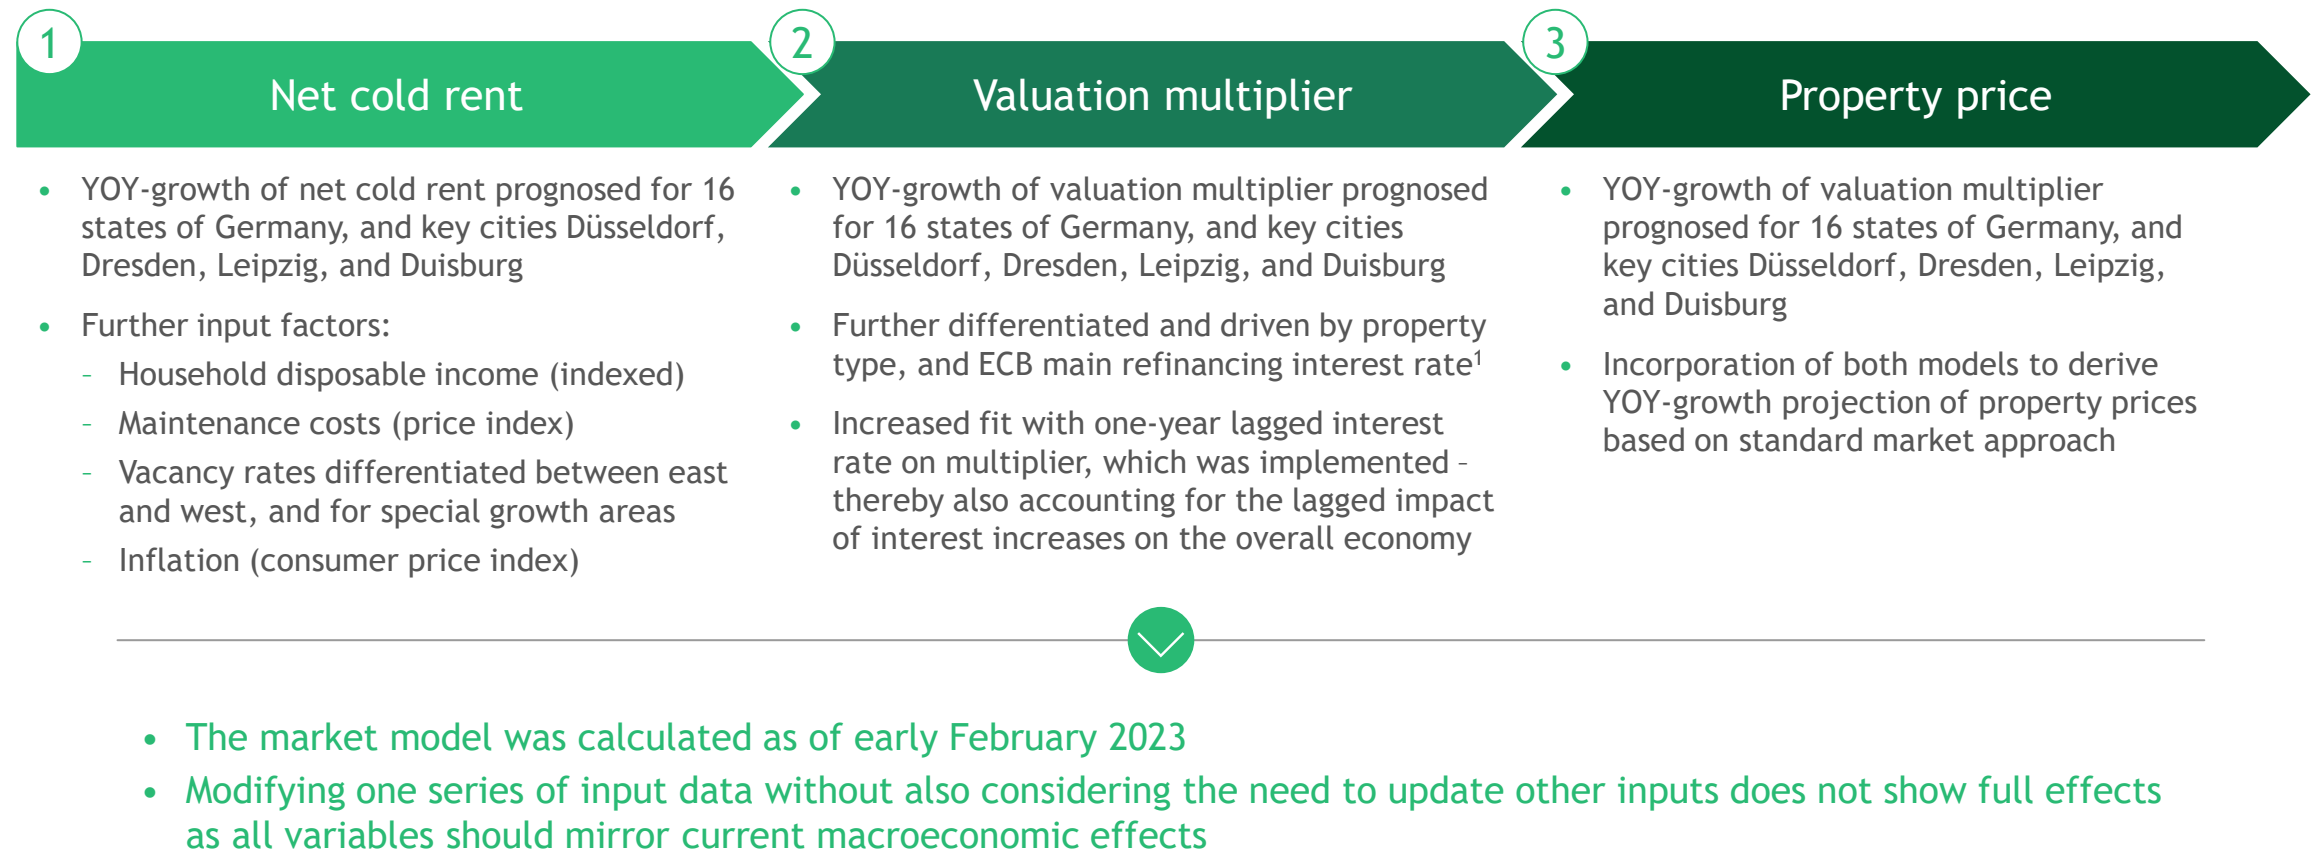 1
Net cold rent
• YOY-growth of net cold rent prognosed for 16
states of Germany, and key cities Düsseldorf,
Dresden, Leipzig, and Duisburg
• Further input factors:
– Household disposable income (indexed)
– Maintenance costs (price index)
– Vacancy rates differentiated between east
and west, and for special growth areas
– Inflation (consumer price index)
2
Valuation multiplier
• YOY-growth of valuation multiplier prognosed
for 16 states of Germany, and key cities
Düsseldorf, Dresden, Leipzig, and Duisburg
• Further differentiated and driven by property
type, and ECB main refinancing interest rate¹
• Increased fit with one-year lagged interest
rate on multiplier, which was implemented –
thereby also accounting for the lagged impact
of interest increases on the overall economy
3
Property price
• YOY-growth of valuation multiplier
prognosed for 16 states of Germany, and
key cities Düsseldorf, Dresden, Leipzig,
and Duisburg
• Incorporation of both models to derive
YOY-growth projection of property prices
based on standard market approach
• The market model was calculated as of early February 2023
• Modifying one series of input data without also considering the need to update other inputs does not show full effects
as all variables should mirror current macroeconomic effects